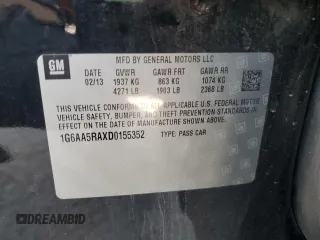 GM
MFD BY GENERAL MOTORS LLC
02/13 GVWR GAWR FRT GAWR RR
1937 KG 863 KG 1074 KG
4271 LB 1903 LB 2368 LB
THIS VEHICLE CONFORMS TO ALL APPLICABLE U.S. FEDERAL MOTOR
VEHICLE SAFETY, BUMPER, AND THEFT PREVENTION STANDARDS
IN EFFECT ON THE DATE OF MANUFACTURE SHOWN ABOVE.
1G6AA5RAXD0155352 TYPE: PASS CAR
DREAMBID